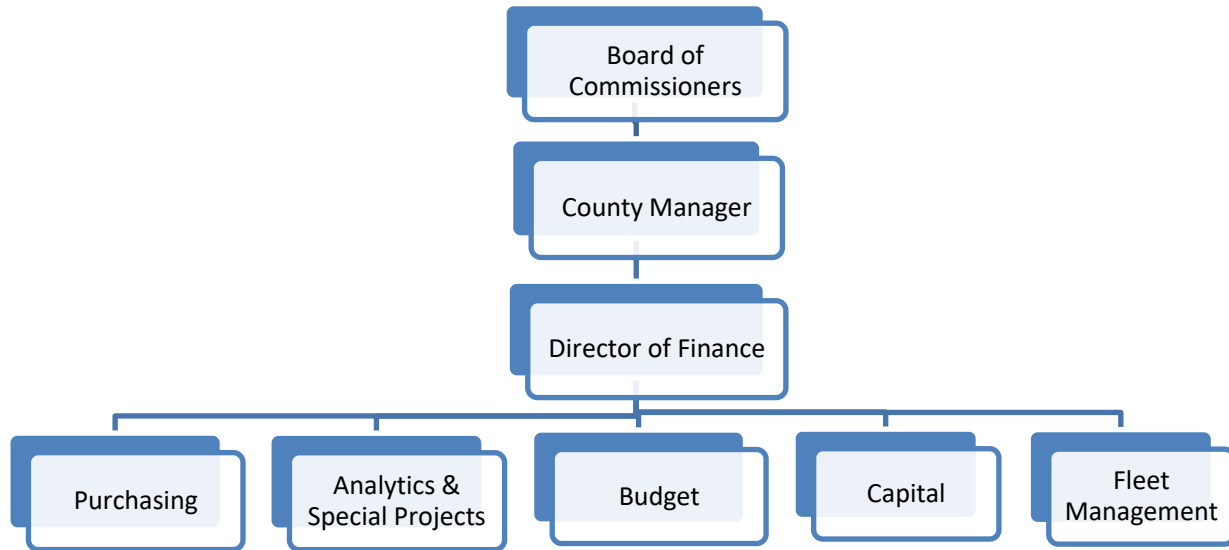 Board of
Commissioners
County Manager
Director of Finance
Purchasing
Analytics &
Special Projects
Budget
Capital
Fleet
Management